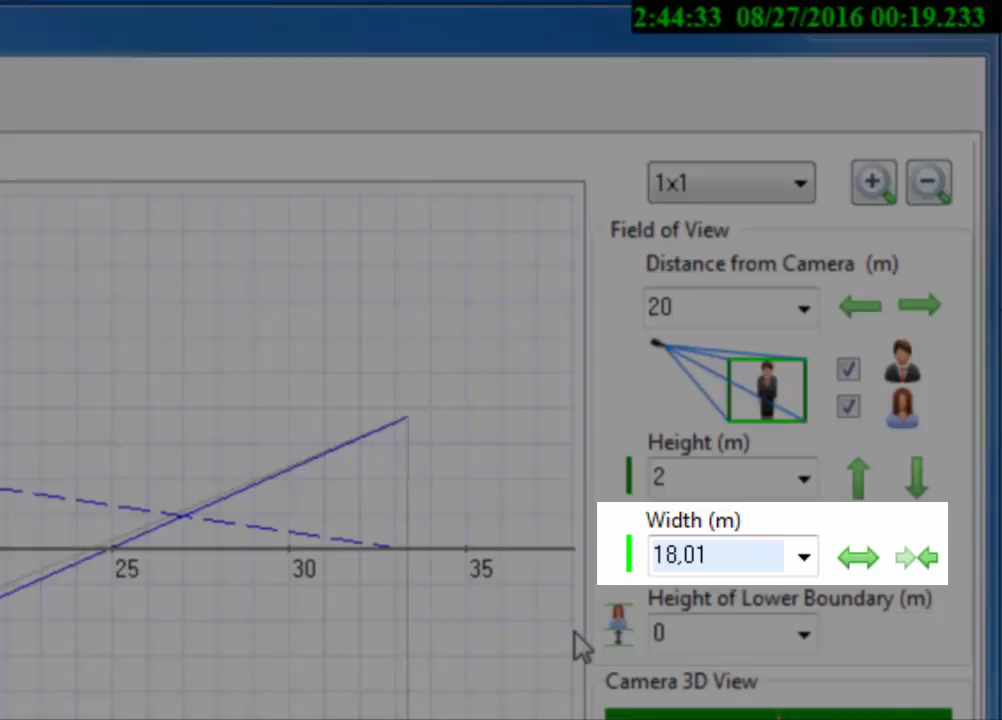 2:44:33 08/27/2016 00:19.233
1x1
Field of View
Distance from Camera (m)
20
Height (m)
2
Width (m)
18,01
25 30 35
Height of Lower Boundary (m)
0
Camera 3D View